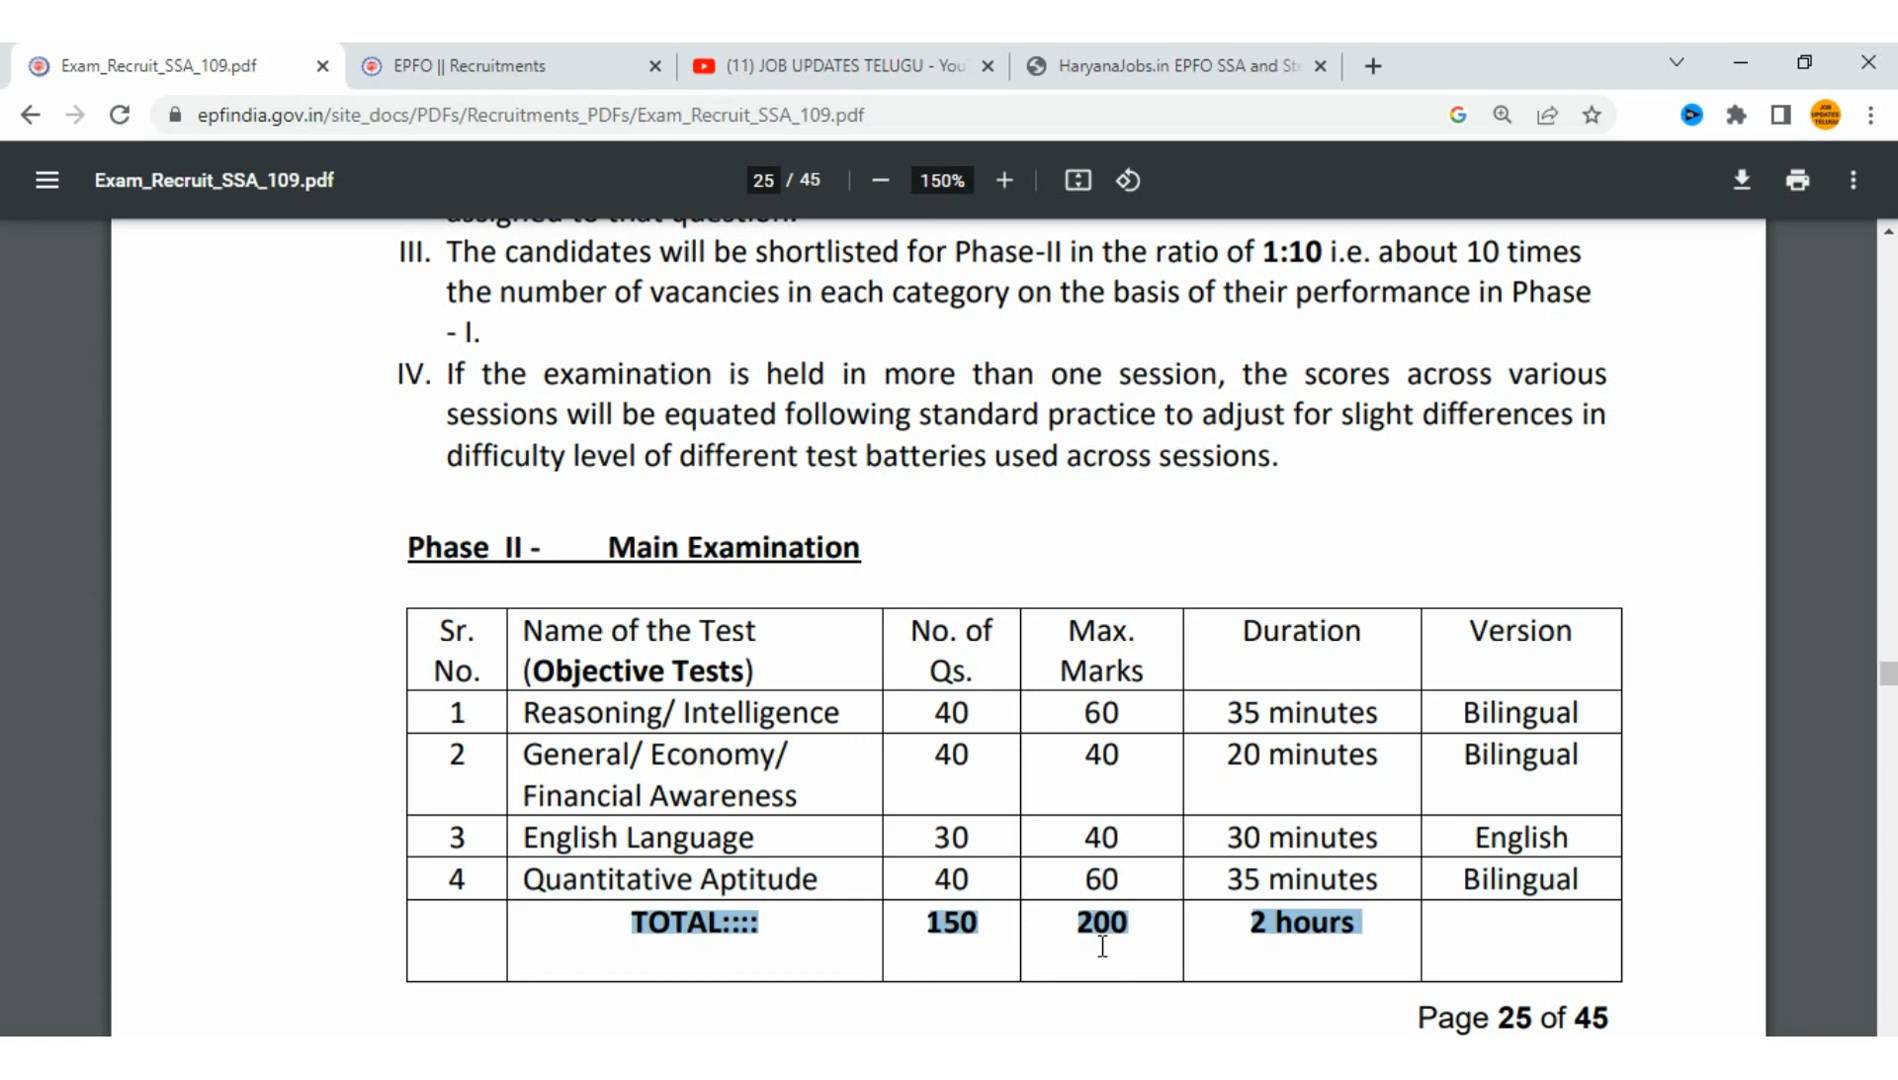 Exam_Recruit_SSA_109.pdf
EPFO || Recruitments
(11) JOB UPDATES TELUGU - You
HaryanaJobs.in EPFO SSA and Ste
epfindia.gov.in/site_docs/PDFs/Recruitments_PDFs/Exam_Recruit_SSA_109.pdf
JOB UPDATES TELUGU
Exam_Recruit_SSA_109.pdf
25 / 45
150%
assigned to that question.
III. The candidates will be shortlisted for Phase-II in the ratio of 1:10 i.e. about 10 times
the number of vacancies in each category on the basis of their performance in Phase
- I.
IV. If the examination is held in more than one session, the scores across various
sessions will be equated following standard practice to adjust for slight differences in
difficulty level of different test batteries used across sessions.
Phase II - Main Examination
Sr. No. Name of the Test (Objective Tests) No. of Qs. Max. Marks Duration Version
1 Reasoning/ Intelligence 40 60 35 minutes Bilingual
2 General/ Economy/ Financial Awareness 40 40 20 minutes Bilingual
3 English Language 30 40 30 minutes English
4 Quantitative Aptitude 40 60 35 minutes Bilingual
TOTAL:::: 150 200 2 hours
Page 25 of 45